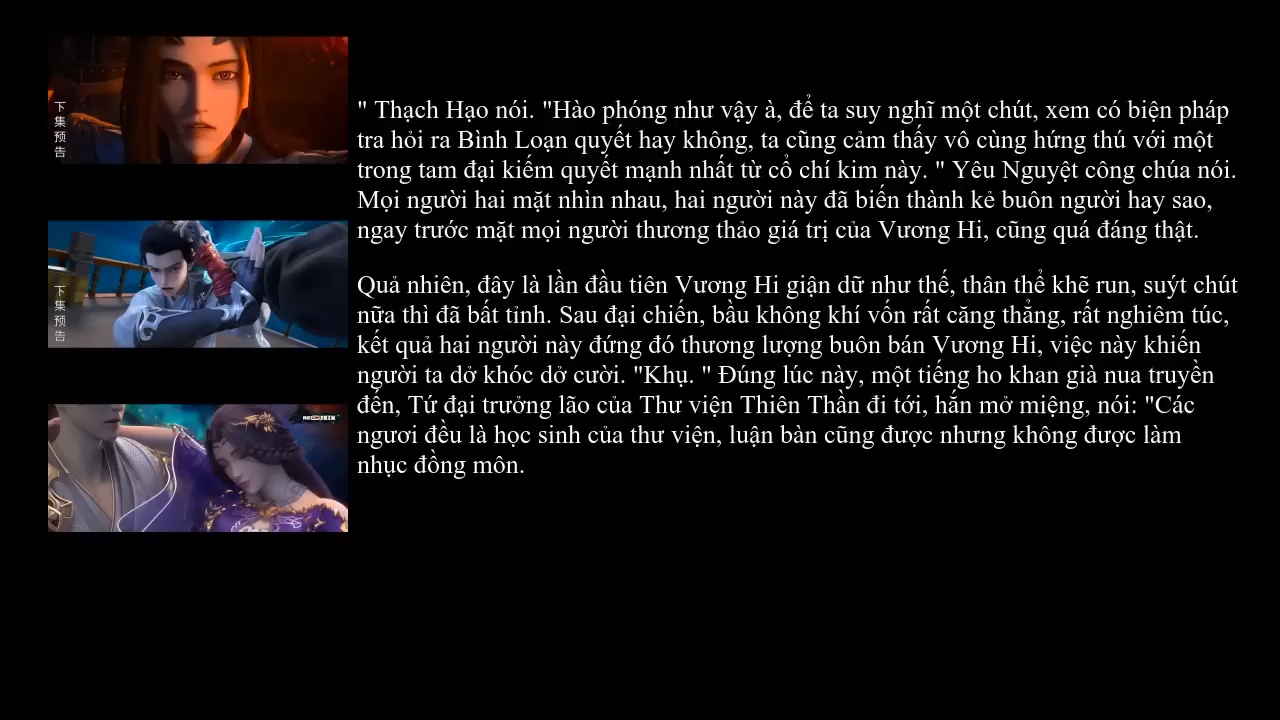 下集预告
" Thạch Hạo nói. "Hào phóng như vậy à, để ta suy nghĩ một chút, xem có biện pháp
tra hỏi ra Bình Loạn quyết hay không, ta cũng cảm thấy vô cùng hứng thú với một
trong tam đại kiếm quyết mạnh nhất từ cổ chí kim này. " Yêu Nguyệt công chúa nói.
Mọi người hai mặt nhìn nhau, hai người này đã biến thành kẻ buôn người hay sao,
ngay trước mặt mọi người thương thảo giá trị của Vương Hi, cũng quá đáng thật.
下集预告
Quả nhiên, đây là lần đầu tiên Vương Hi giận dữ như thế, thân thể khẽ run, suýt chút
nữa thì đã bất tỉnh. Sau đại chiến, bầu không khí vốn rất căng thẳng, rất nghiêm túc,
kết quả hai người này đứng đó thương lượng buôn bán Vương Hi, việc này khiến
người ta dở khóc dở cười. "Khụ. " Đúng lúc này, một tiếng ho khan già nua truyền
đến, Tứ đại trưởng lão của Thư viện Thiên Thần đi tới, hắn mở miệng, nói: "Các
ngươi đều là học sinh của thư viện, luận bàn cũng được nhưng không được làm
nhục đồng môn.